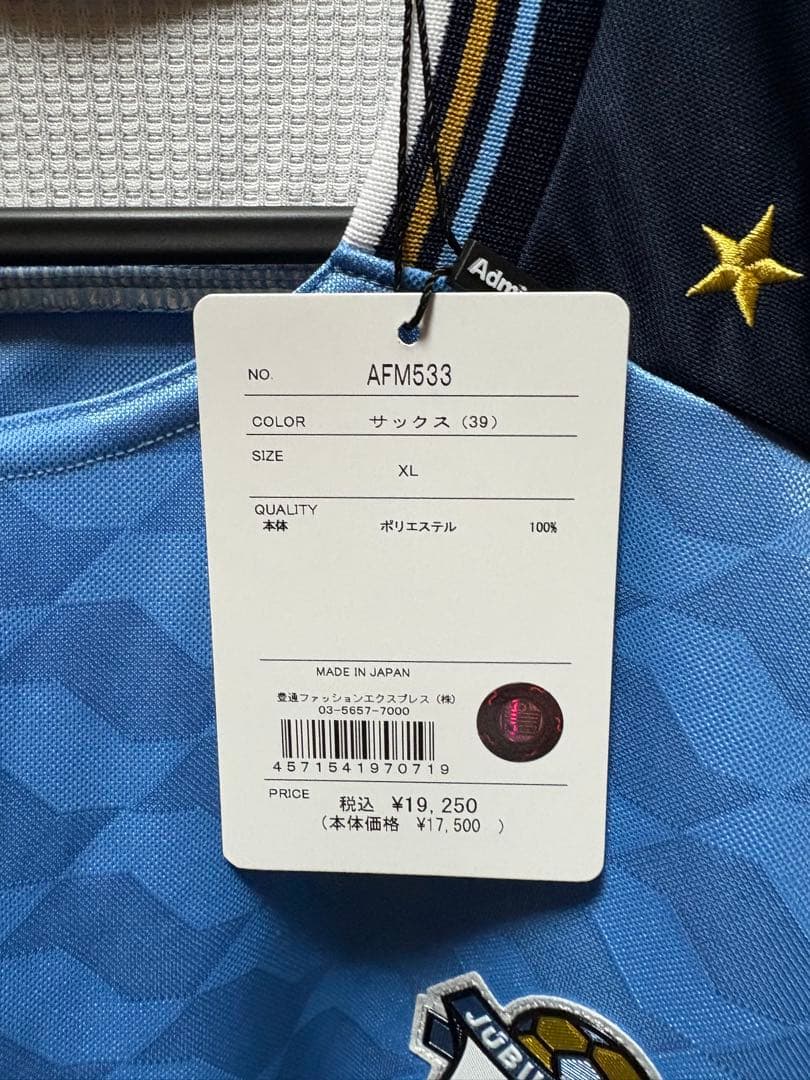 NO. AFM533
COLOR サックス (39)
SIZE
XL
QUALITY
本体 ポリエステル 100%
MADE IN JAPAN
豊通ファッションエクスプレス (株)
03-5657-7000
4571541970719
PRICE
税込 ¥19,250
(本体価格 ¥17,500 )